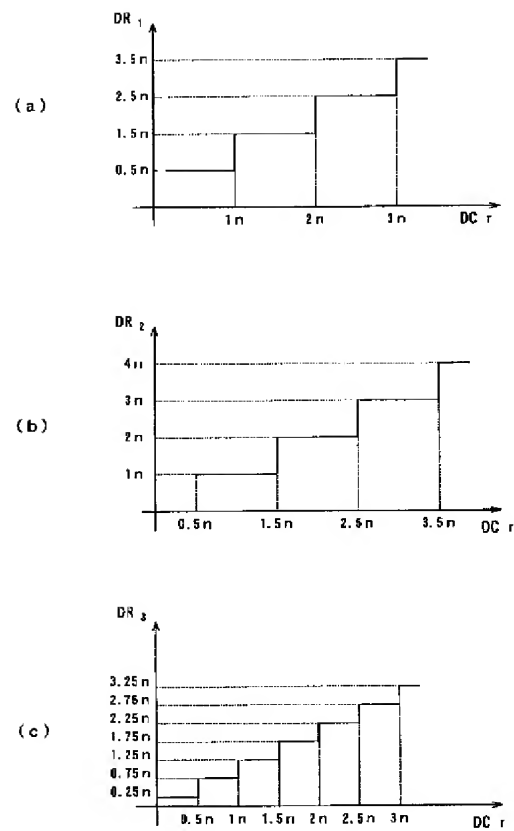 DR 1
3.5n
2.5n
(a)
1.5n
0.5n
1n 2n 3n DC r
DR 2
4n
3n
(b)
2n
1n
0.5n 1.5n 2.5n 3.5n DC r
DR 3
3.25n
2.75n
2.25n
(c)
1.75n
1.25n
0.75n
0.25n
0.5n 1n 1.5n 2n 2.5n 3n DC r